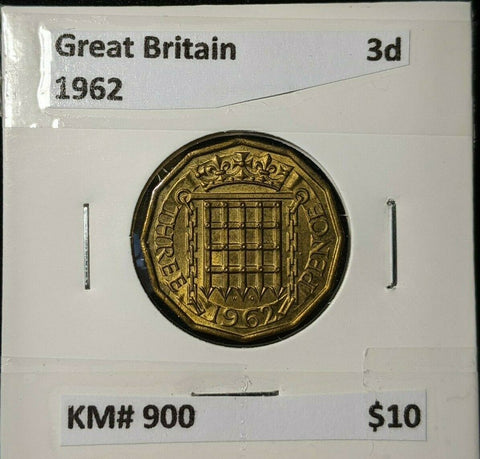 Great Britain 3d
1962
THREE PENCE
1962
KM# 900 $10